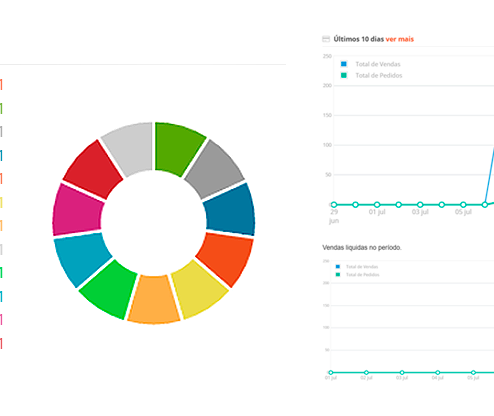 Últimos 10 dias ver mais
250
Total de Vendas
Total de Pedidos
200
150
100
50
29 jun
01 jul
03 jul
05 jul
Vendas liquidas no período.
Total de Vendas
Total de Pedidos
01 jul
02 jul
03 jul
04 jul
05 jul